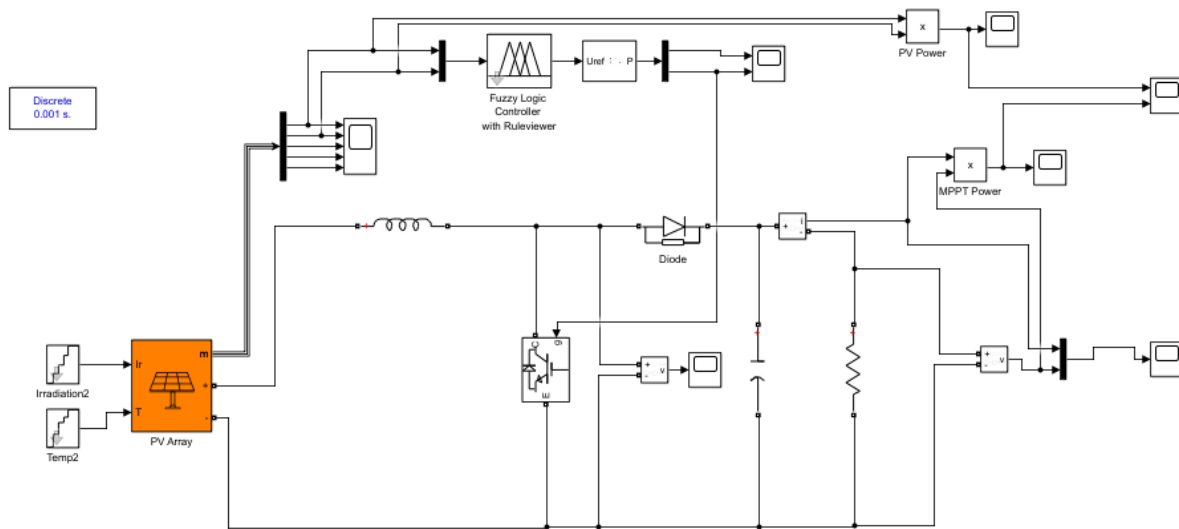 x
PV Power
Uref
P
Fuzzy Logic
Controller
with Ruleviewer
Discrete
0.001 s.
x
MPPT Power
+
+
i
-
Diode
g
C
E
+
v
-
+
+
+
v
-
Ir
m
+
T
-
PV Array
Irradiation2
Temp2